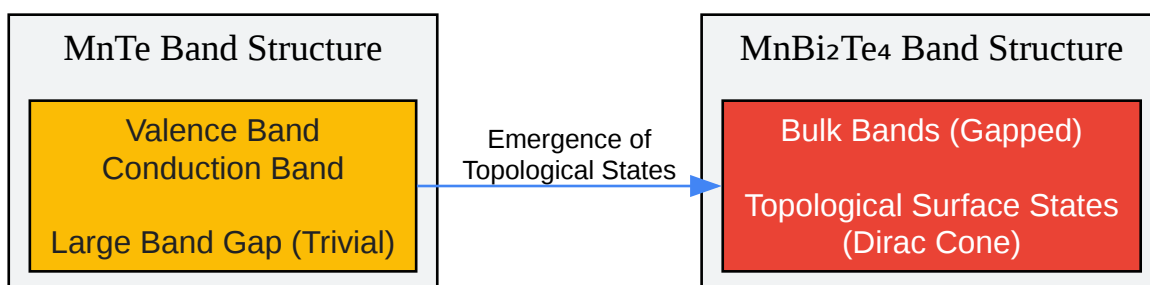 MnTe Band Structure
Valence Band
Conduction Band
Large Band Gap (Trivial)
Emergence of
Topological States
MnBi₂Te₄ Band Structure
Bulk Bands (Gapped)
Topological Surface States
(Dirac Cone)